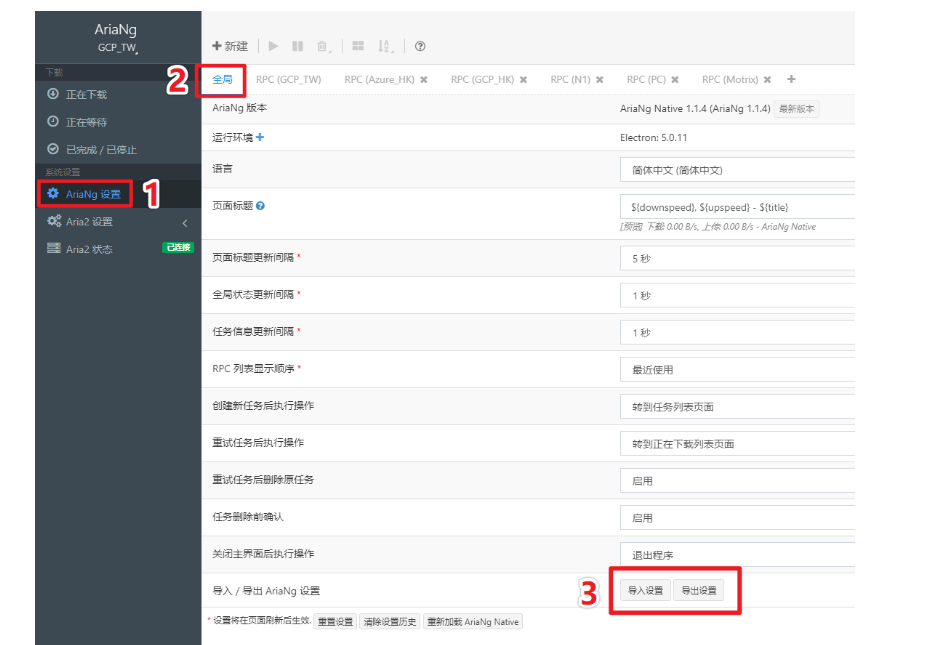 AriaNg
GCP_TW
新建
下载
正在下载
正在等待
已完成 / 已停止
系统设置
AriaNg 设置
Aria2 设置
Aria2 状态 已连接
1
2
全局 RPC (GCP_TW) RPC (Azure_HK) RPC (GCP_HK) RPC (N1) RPC (PC) RPC (Motrix)
AriaNg 版本 AriaNg Native 1.1.4 (AriaNg 1.1.4) 最新版本
运行环境 Electron: 5.0.11
语言 简体中文 (简体中文)
页面标题 ${downspeed}, ${upspeed} - ${title}
[预览] 下载: 0.00 B/s, 上传: 0.00 B/s - AriaNg Native
页面标题更新间隔 * 5 秒
全局状态更新间隔 * 1 秒
任务信息更新间隔 * 1 秒
RPC 列表显示顺序 * 最近使用
创建新任务后执行操作 转到任务列表页面
重试任务后执行操作 转到正在下载列表页面
重试任务后删除原任务 启用
任务删除前确认 启用
关闭主界面后执行操作 退出程序
导入 / 导出 AriaNg 设置 3 导入设置 导出设置
* 设置将在页面刷新后生效. 重置设置 清除设置历史 重新加载 AriaNg Native